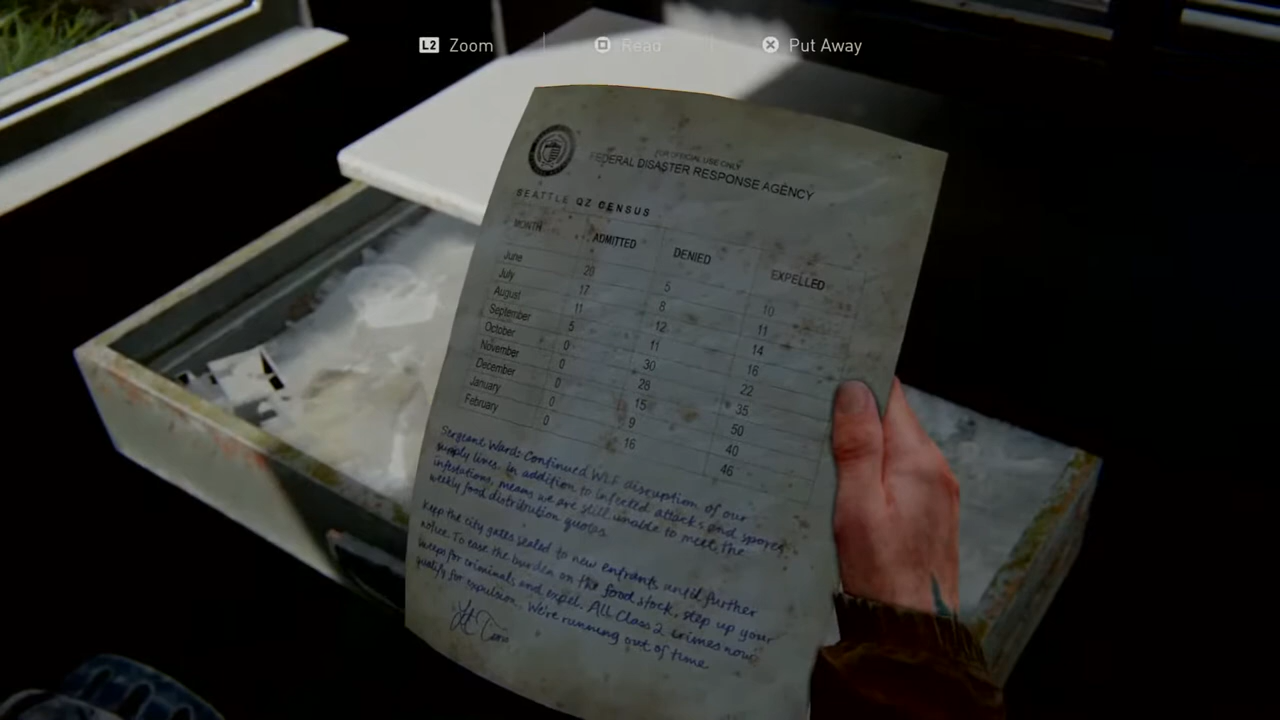 L2 Zoom Read Put Away
FOR OFFICIAL USE ONLY
FEDERAL DISASTER RESPONSE AGENCY
SEATTLE QZ CENSUS
MONTH ADMITTED DENIED EXPELLED
June 20 5 10
July 17 8 11
August 11 12 14
September 5 11 16
October 0 30 22
November 0 28 35
December 0 15 50
January 0 9 40
February 0 16 46
Sergeant Ward: Continued WLF disruption of our
supply lines, in addition to infected attacks and spores
infestations, means we are still unable to meet the
weekly food distribution quotas.
Keep the city gates sealed to new entrants until further
notice. To ease the burden on the food stock, step up your
sweeps for criminals and expel. All Class 2 crimes now
qualify for expulsion. We're running out of time